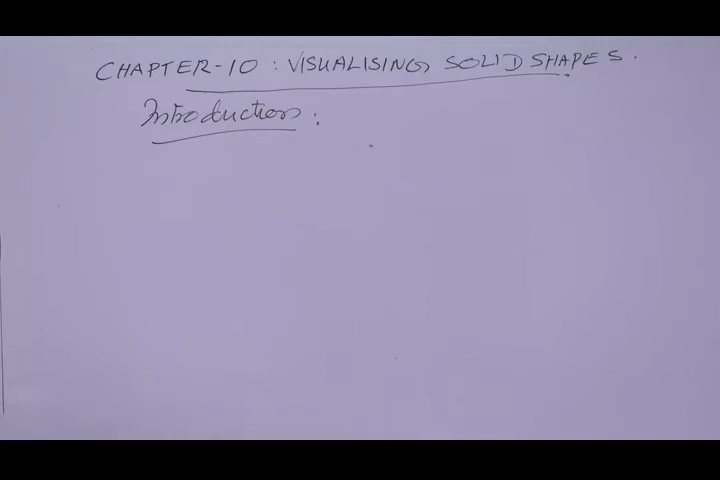 CHAPTER-10 : VISUALISING SOLID SHAPES.
Introduction :